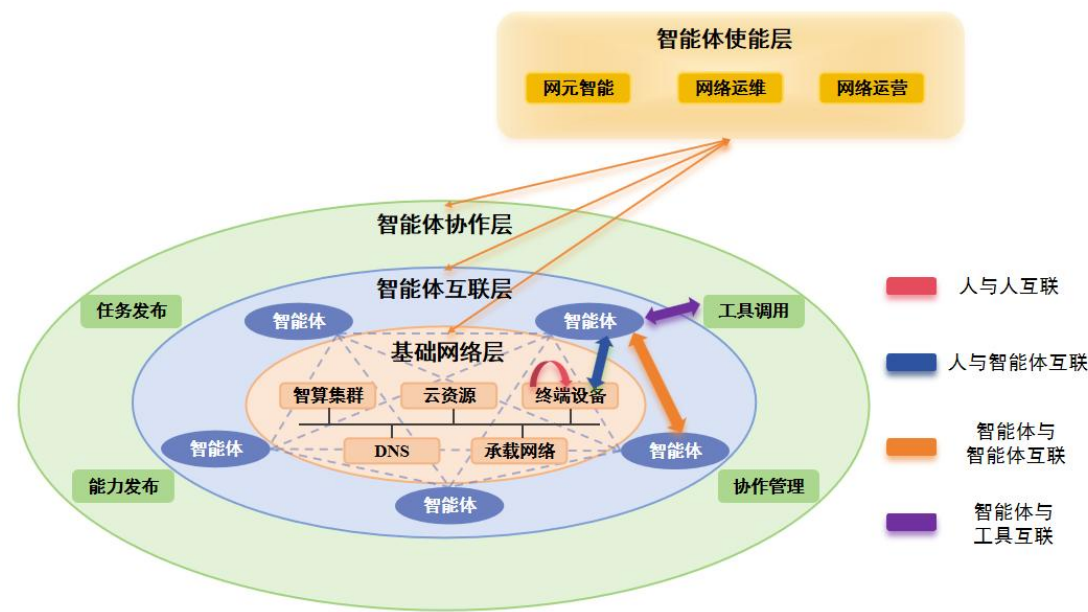 智能体使能层
网元智能
网络运维
网络运营
智能体协作层
智能体互联层
任务发布
智能体
智能体
工具调用
基础网络层
智算集群
云资源
终端设备
智能体
DNS
承载网络
智能体
能力发布
智能体
协作管理
人与人互联
人与智能体互联
智能体与
智能体互联
智能体与
工具互联